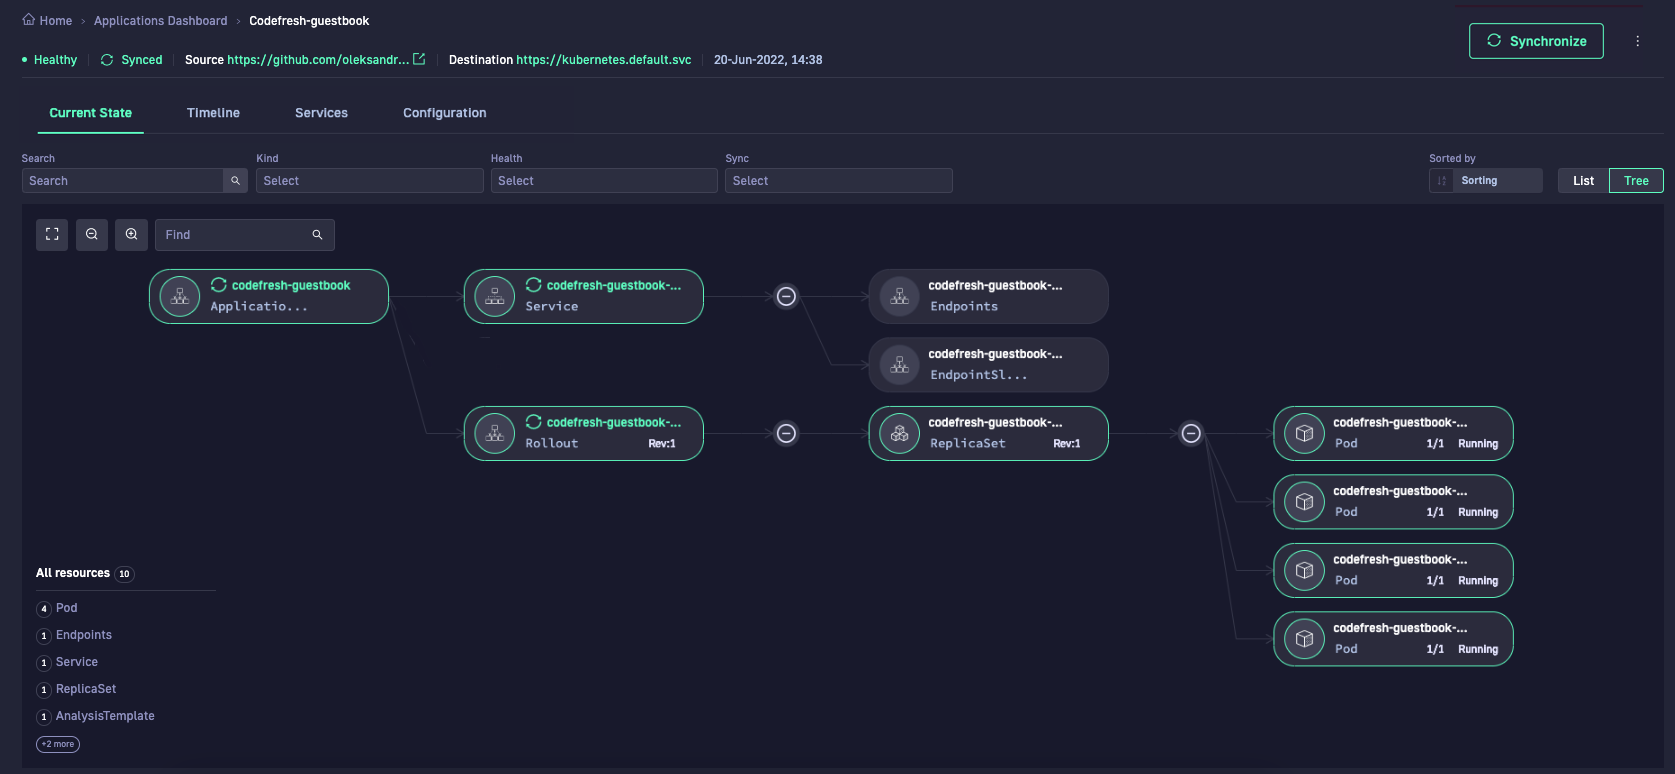 Home › Applications Dashboard › Codefresh-guestbook
Synchronize
Healthy Synced Source https://github.com/oleksandr... Destination https://kubernetes.default.svc 20-Jun-2022, 14:38
Current State Timeline Services Configuration
Search Kind Health Sync Sorted by
Search Select Select Select Sorting List Tree
Find
codefresh-guestbook
Applicatio...
codefresh-guestbook-...
Service
codefresh-guestbook-...
Endpoints
codefresh-guestbook-...
EndpointSl...
codefresh-guestbook-...
Rollout Rev:1
codefresh-guestbook-...
ReplicaSet Rev:1
codefresh-guestbook-...
Pod 1/1 Running
codefresh-guestbook-...
Pod 1/1 Running
codefresh-guestbook-...
Pod 1/1 Running
codefresh-guestbook-...
Pod 1/1 Running
All resources 10
4 Pod
1 Endpoints
1 Service
1 ReplicaSet
1 AnalysisTemplate
+2 more